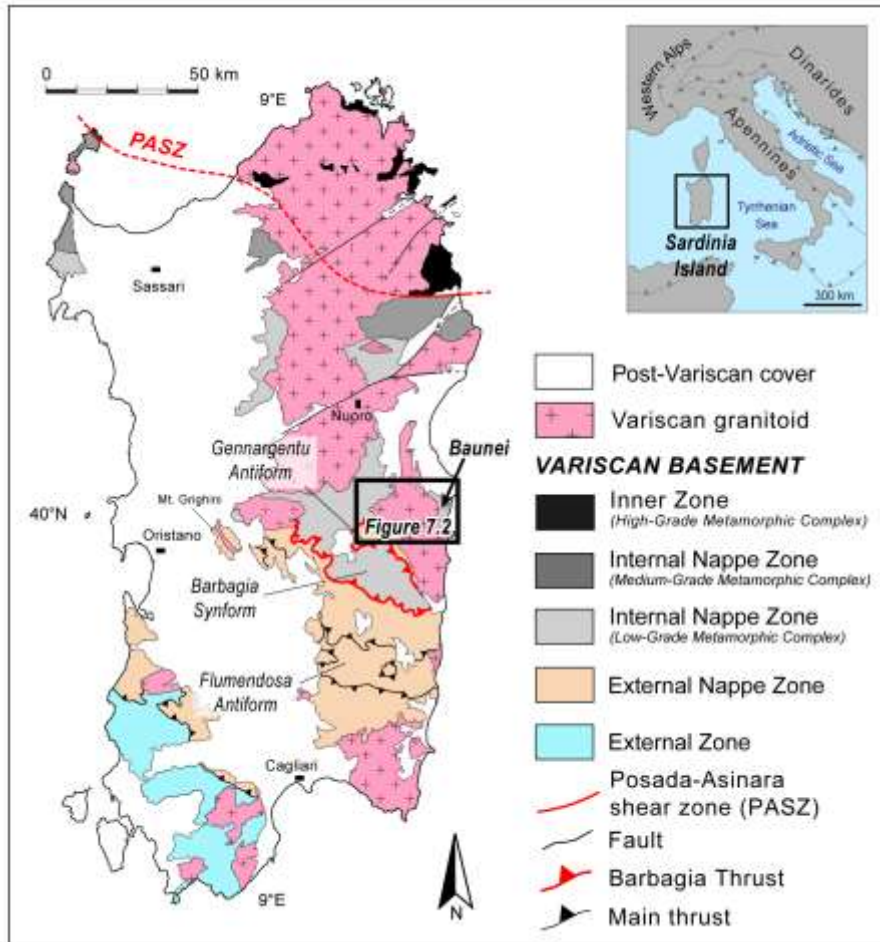 0 50 km
9°E
PASZ
Sassari
Nuoro
Gennargentu
Antiform
Baunei
Mt. Grighini
40°N
Figure 7.2
Oristano
Barbagia
Synform
Flumendosa
Antiform
Cagliari
9°E
N
Western Alps
Dinarides
Apennines
Adriatic Sea
Tyrrhenian
Sea
Sardinia
Island
300 km
Post-Variscan cover
Variscan granitoid
VARISCAN BASEMENT
Inner Zone
(High-Grade Metamorphic Complex)
Internal Nappe Zone
(Medium-Grade Metamorphic Complex)
Internal Nappe Zone
(Low-Grade Metamorphic Complex)
External Nappe Zone
External Zone
Posada-Asinara
shear zone (PASZ)
Fault
Barbagia Thrust
Main thrust